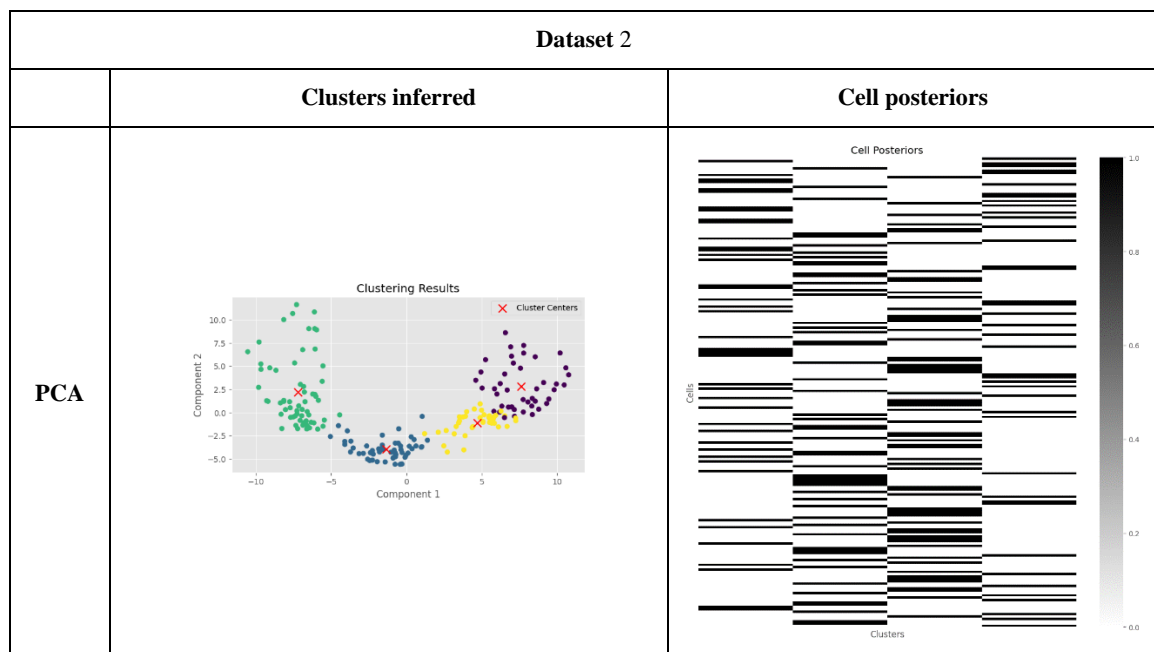 Dataset 2
Clusters inferred
Cell posteriors
PCA
Clustering Results
Cluster Centers
10.0
7.5
5.0
2.5
0.0
−2.5
−5.0
Component 2
−10
−5
0
5
10
Component 1
Cell Posteriors
Cells
Clusters
1.0
0.8
0.6
0.4
0.2
0.0